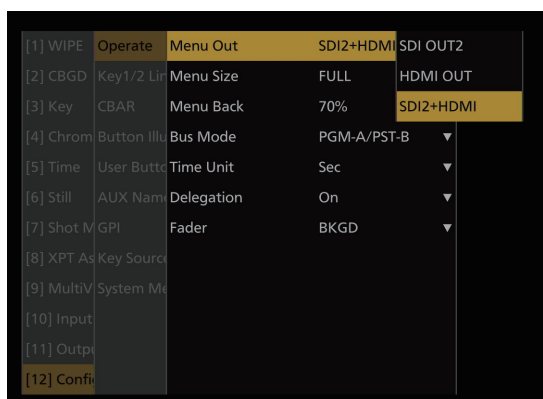 [1] WIPE Operate Menu Out SDI2+HDMI SDI OUT2
[2] CBGD Key1/2 Lin Menu Size FULL HDMI OUT
[3] Key CBAR Menu Back 70% SDI2+HDMI
[4] Chrom Button Illu Bus Mode PGM-A/PST-B ▼
[5] Time User Butto Time Unit Sec ▼
[6] Still AUX Name Delegation On ▼
[7] Shot M GPI Fader BKGD ▼
[8] XPT As Key Source
[9] MultiV System Me
[10] Input
[11] Outpu
[12] Config